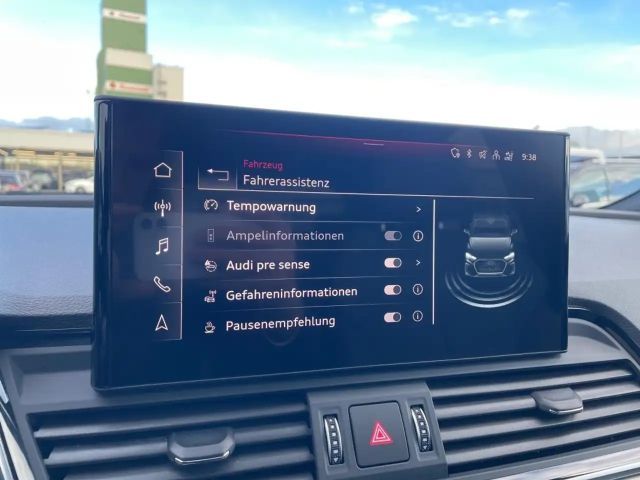 9:38
Fahrzeug
Fahrerassistenz
Tempowarnung
Ampelinformationen
Audi pre sense
Gefahreninformationen
Pausenempfehlung